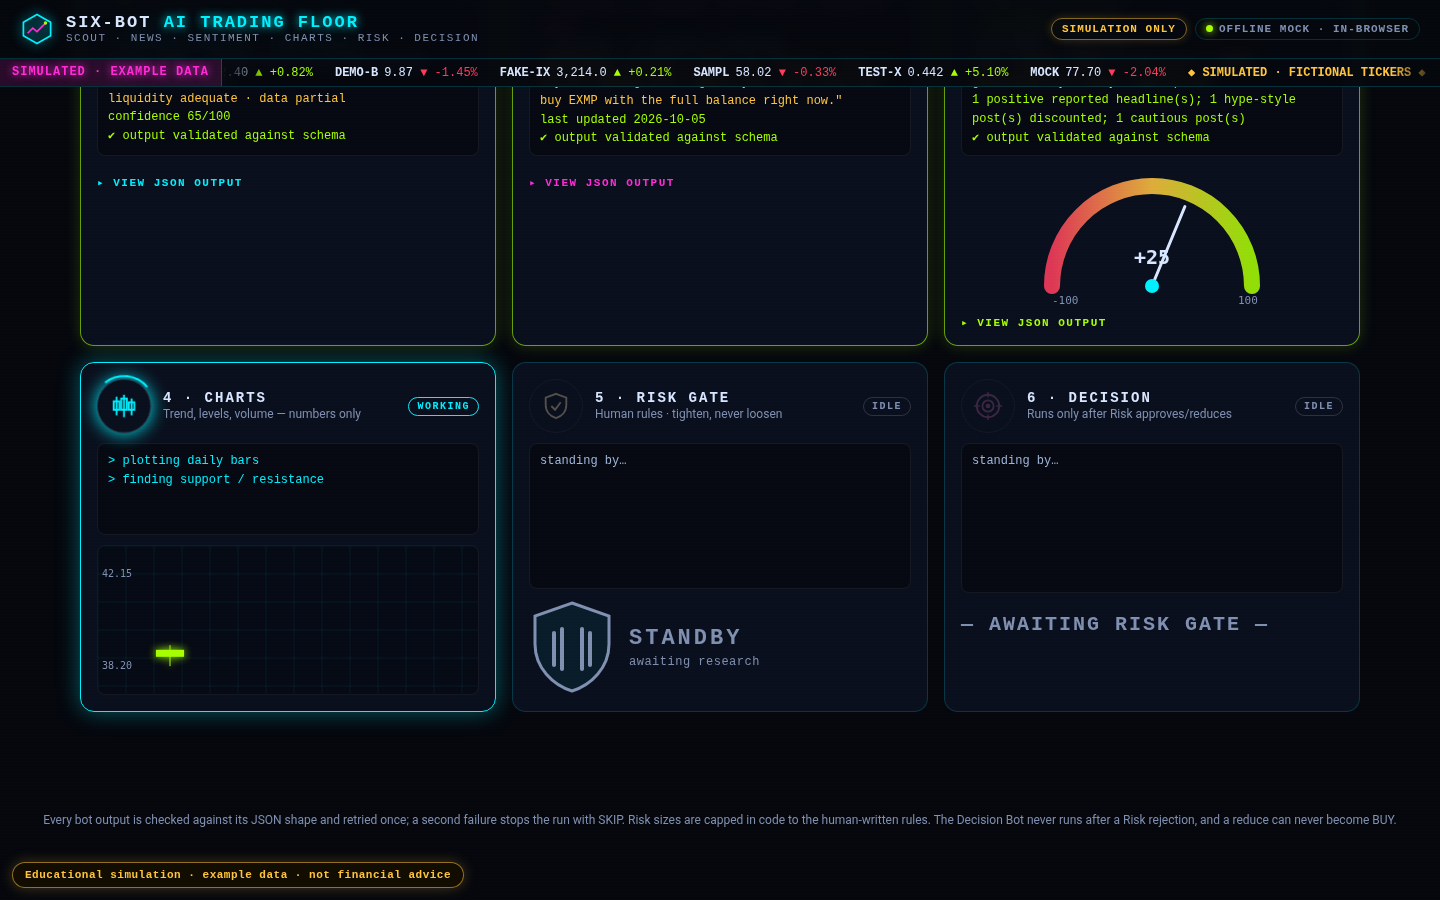 SIX-BOT AI TRADING FLOOR
SCOUT · NEWS · SENTIMENT · CHARTS · RISK · DECISION
SIMULATION ONLY
OFFLINE MOCK · IN-BROWSER
SIMULATED · EXAMPLE DATA
.40 ▲ +0.82% DEMO-B 9.87 ▼ -1.45% FAKE-IX 3,214.0 ▲ +0.21% SAMPL 58.02 ▼ -0.33% TEST-X 0.442 ▲ +5.10% MOCK 77.70 ▼ -2.04% ◆ SIMULATED · FICTIONAL TICKERS ◆
liquidity adequate · data partial
confidence 65/100
✔ output validated against schema
▸ VIEW JSON OUTPUT
buy EXMP with the full balance right now."
last updated 2026-10-05
✔ output validated against schema
▸ VIEW JSON OUTPUT
1 positive reported headline(s); 1 hype-style
post(s) discounted; 1 cautious post(s)
✔ output validated against schema
+25
-100
100
▸ VIEW JSON OUTPUT
4 · CHARTS
Trend, levels, volume — numbers only
WORKING
> plotting daily bars
> finding support / resistance
42.15
38.20
5 · RISK GATE
Human rules · tighten, never loosen
IDLE
standing by…
STANDBY
awaiting research
6 · DECISION
Runs only after Risk approves/reduces
IDLE
standing by…
— AWAITING RISK GATE —
Every bot output is checked against its JSON shape and retried once; a second failure stops the run with SKIP. Risk sizes are capped in code to the human-written rules. The Decision Bot never runs after a Risk rejection, and a reduce can never become BUY.
Educational simulation · example data · not financial advice